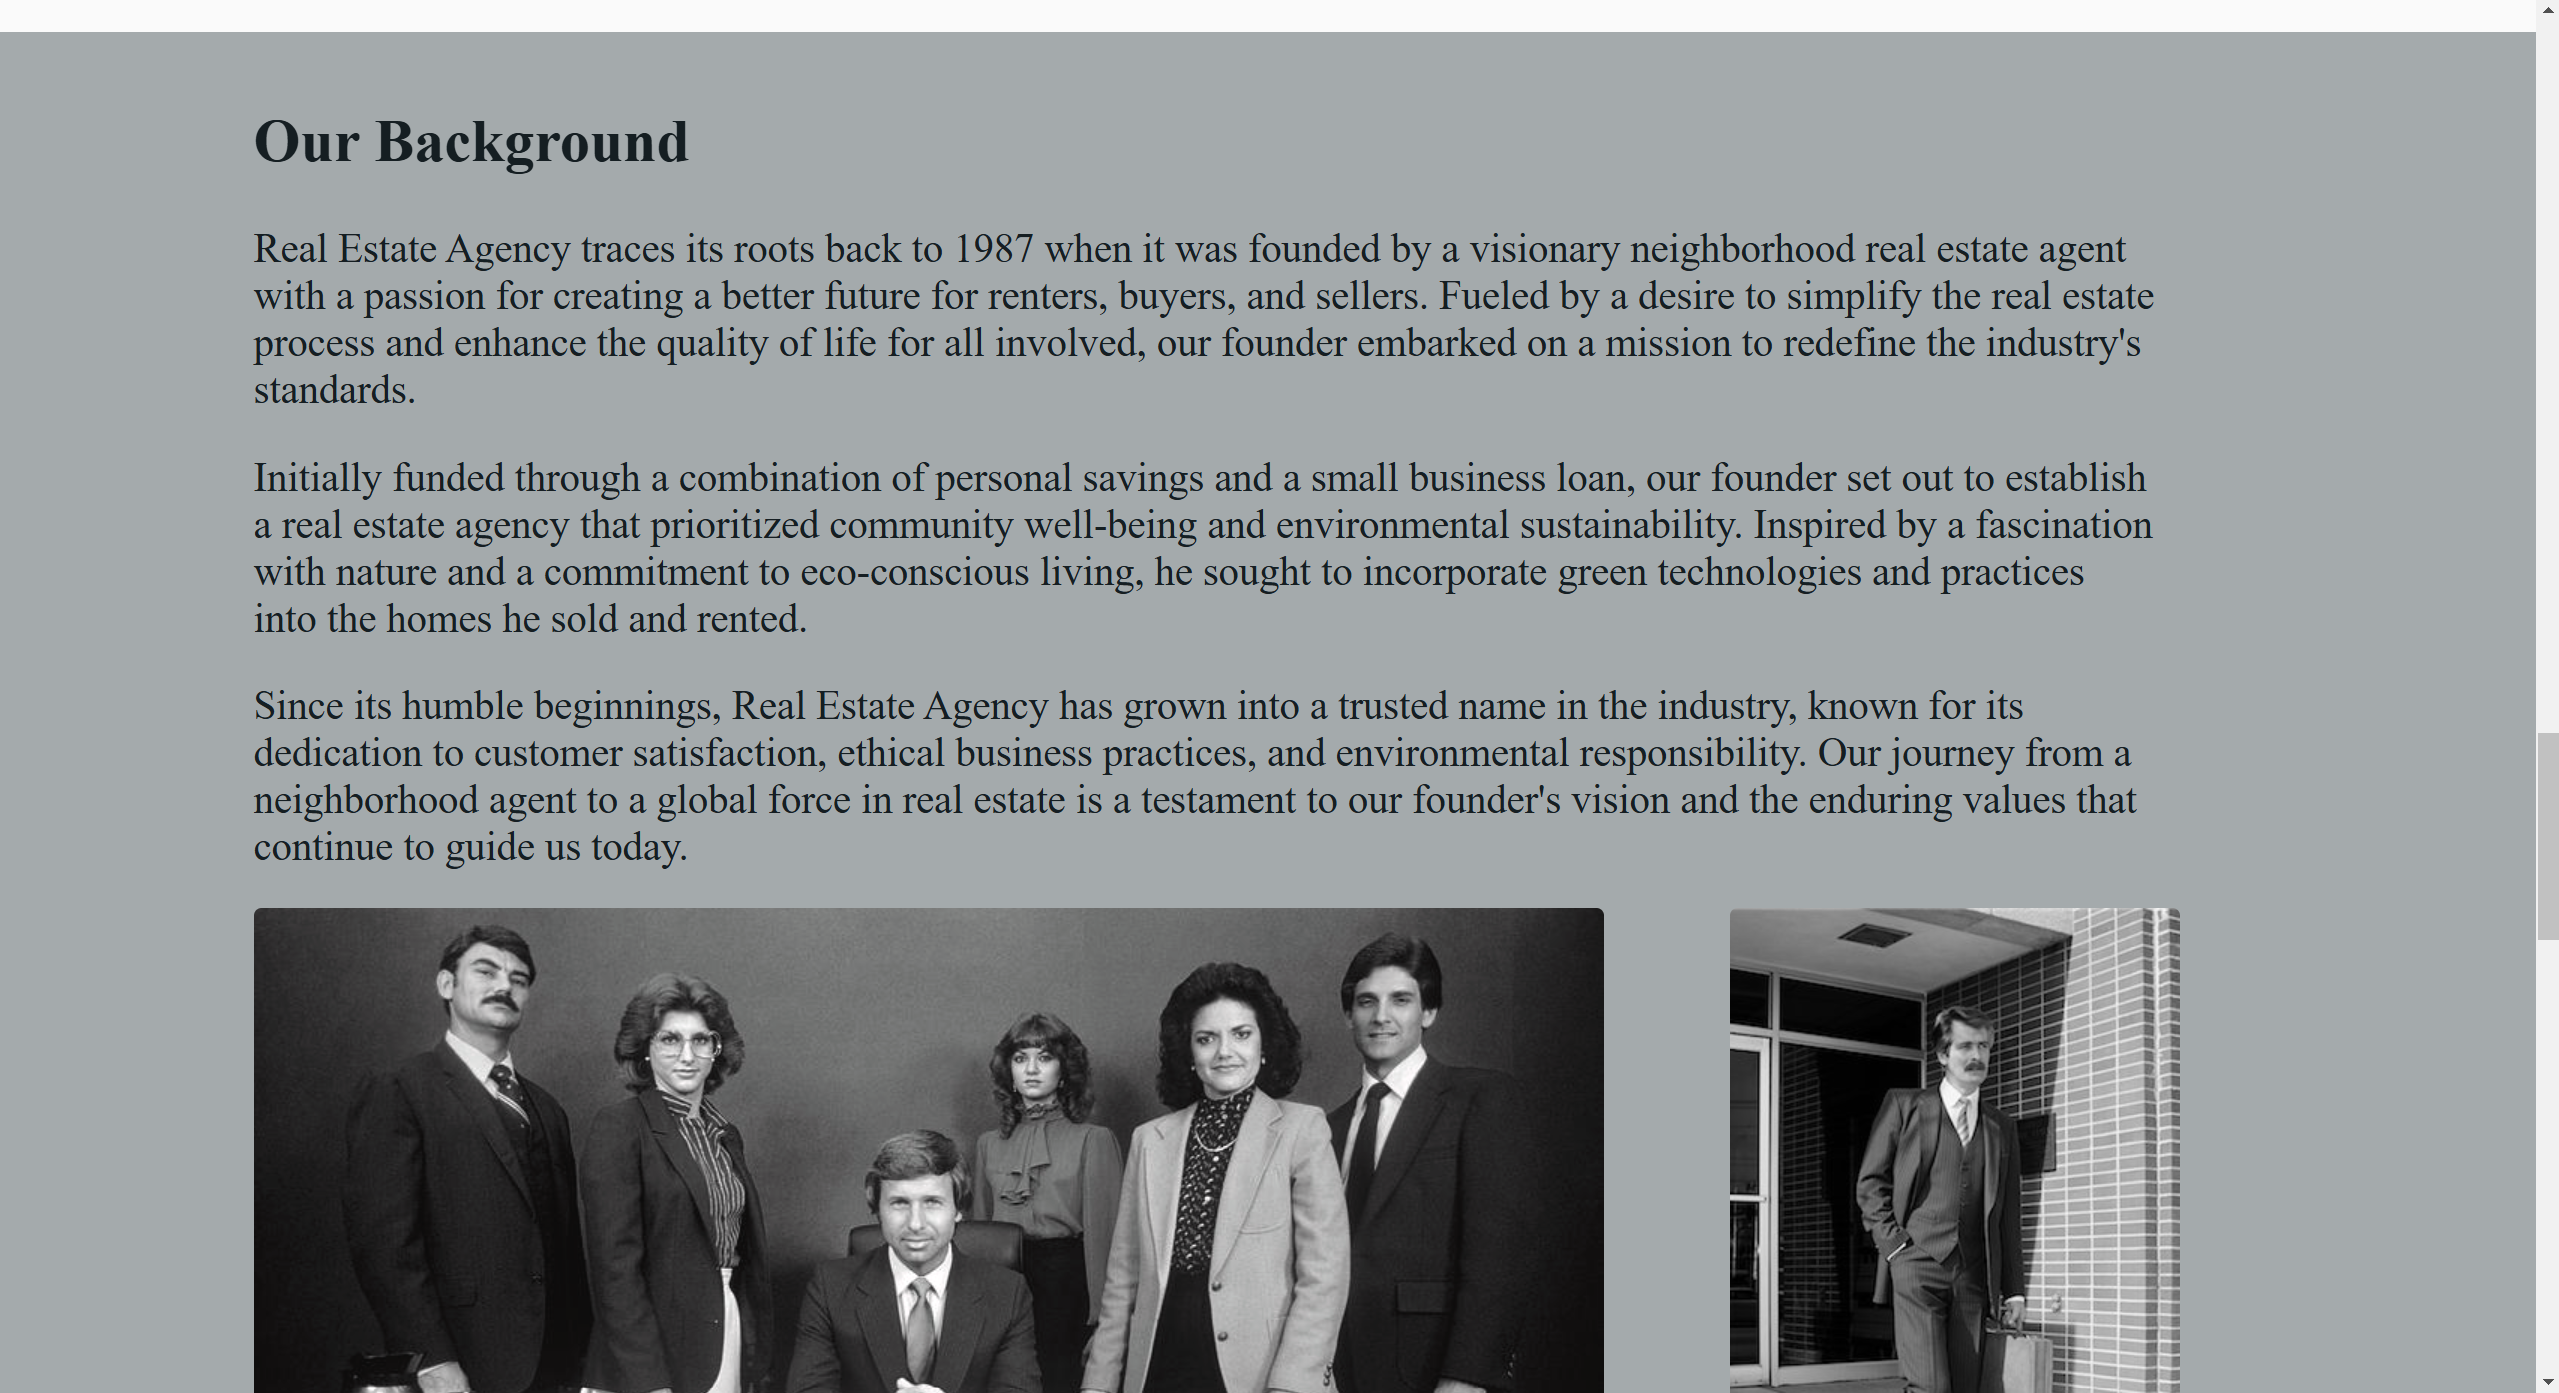 Our Background
Real Estate Agency traces its roots back to 1987 when it was founded by a visionary neighborhood real estate agent
with a passion for creating a better future for renters, buyers, and sellers. Fueled by a desire to simplify the real estate
process and enhance the quality of life for all involved, our founder embarked on a mission to redefine the industry's
standards.
Initially funded through a combination of personal savings and a small business loan, our founder set out to establish
a real estate agency that prioritized community well-being and environmental sustainability. Inspired by a fascination
with nature and a commitment to eco-conscious living, he sought to incorporate green technologies and practices
into the homes he sold and rented.
Since its humble beginnings, Real Estate Agency has grown into a trusted name in the industry, known for its
dedication to customer satisfaction, ethical business practices, and environmental responsibility. Our journey from a
neighborhood agent to a global force in real estate is a testament to our founder's vision and the enduring values that
continue to guide us today.